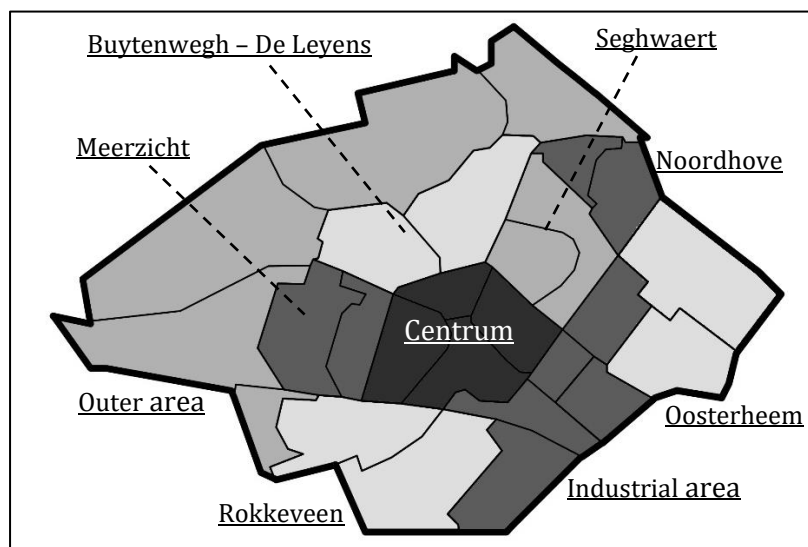 Buytenwegh – De Leyens
Seghwaert
Meerzicht
Noordhove
Centrum
Outer area
Oosterheem
Industrial area
Rokkeveen